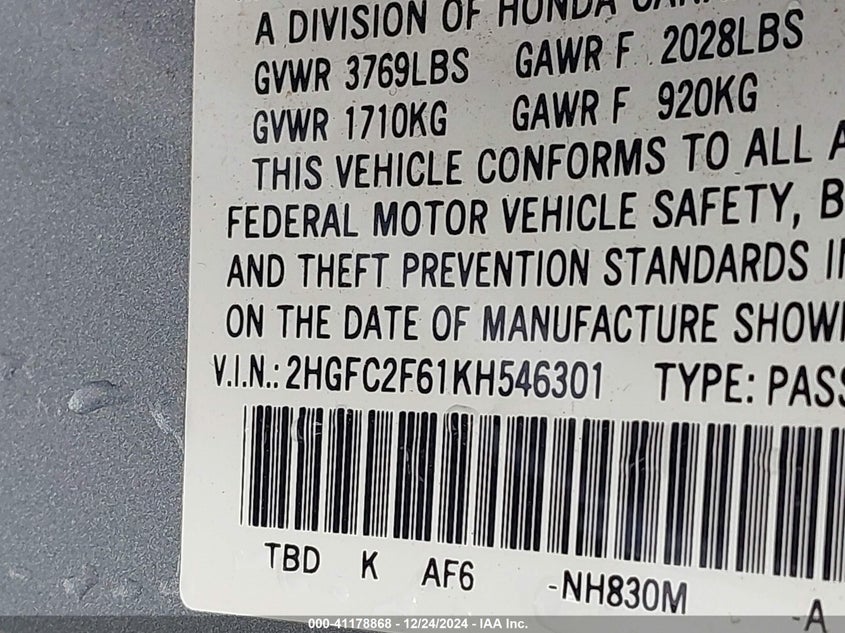 A DIVISION OF HONDA
GVWR 3769LBS GAWR F 2028LBS
GVWR 1710KG GAWR F 920KG
THIS VEHICLE CONFORMS TO ALL A
FEDERAL MOTOR VEHICLE SAFETY, B
AND THEFT PREVENTION STANDARDS
ON THE DATE OF MANUFACTURE SHOW
V.I.N.: 2HGFC2F61KH546301 TYPE: PASS
TBD K AF6 -NH830M -A
000-41178868 - 12/24/2024 - IAA Inc.